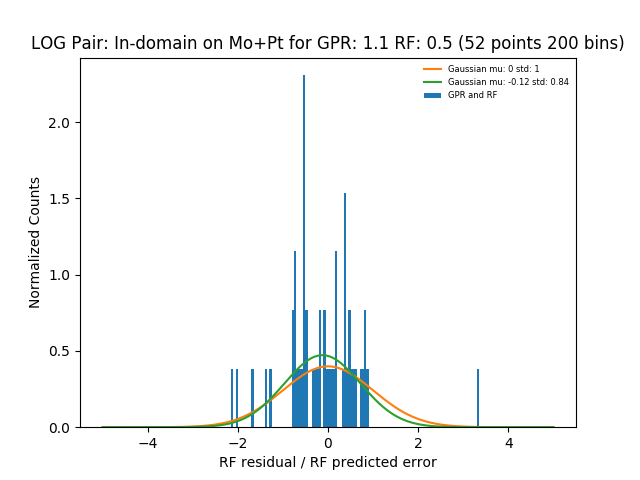 LOG Pair: In-domain on Mo+Pt for GPR: 1.1 RF: 0.5 (52 points 200 bins)
Gaussian mu: 0 std: 1
Gaussian mu: -0.12 std: 0.84
GPR and RF
Normalized Counts
2.0
1.5
1.0
0.5
0.0
−4 −2 0 2 4
RF residual / RF predicted error